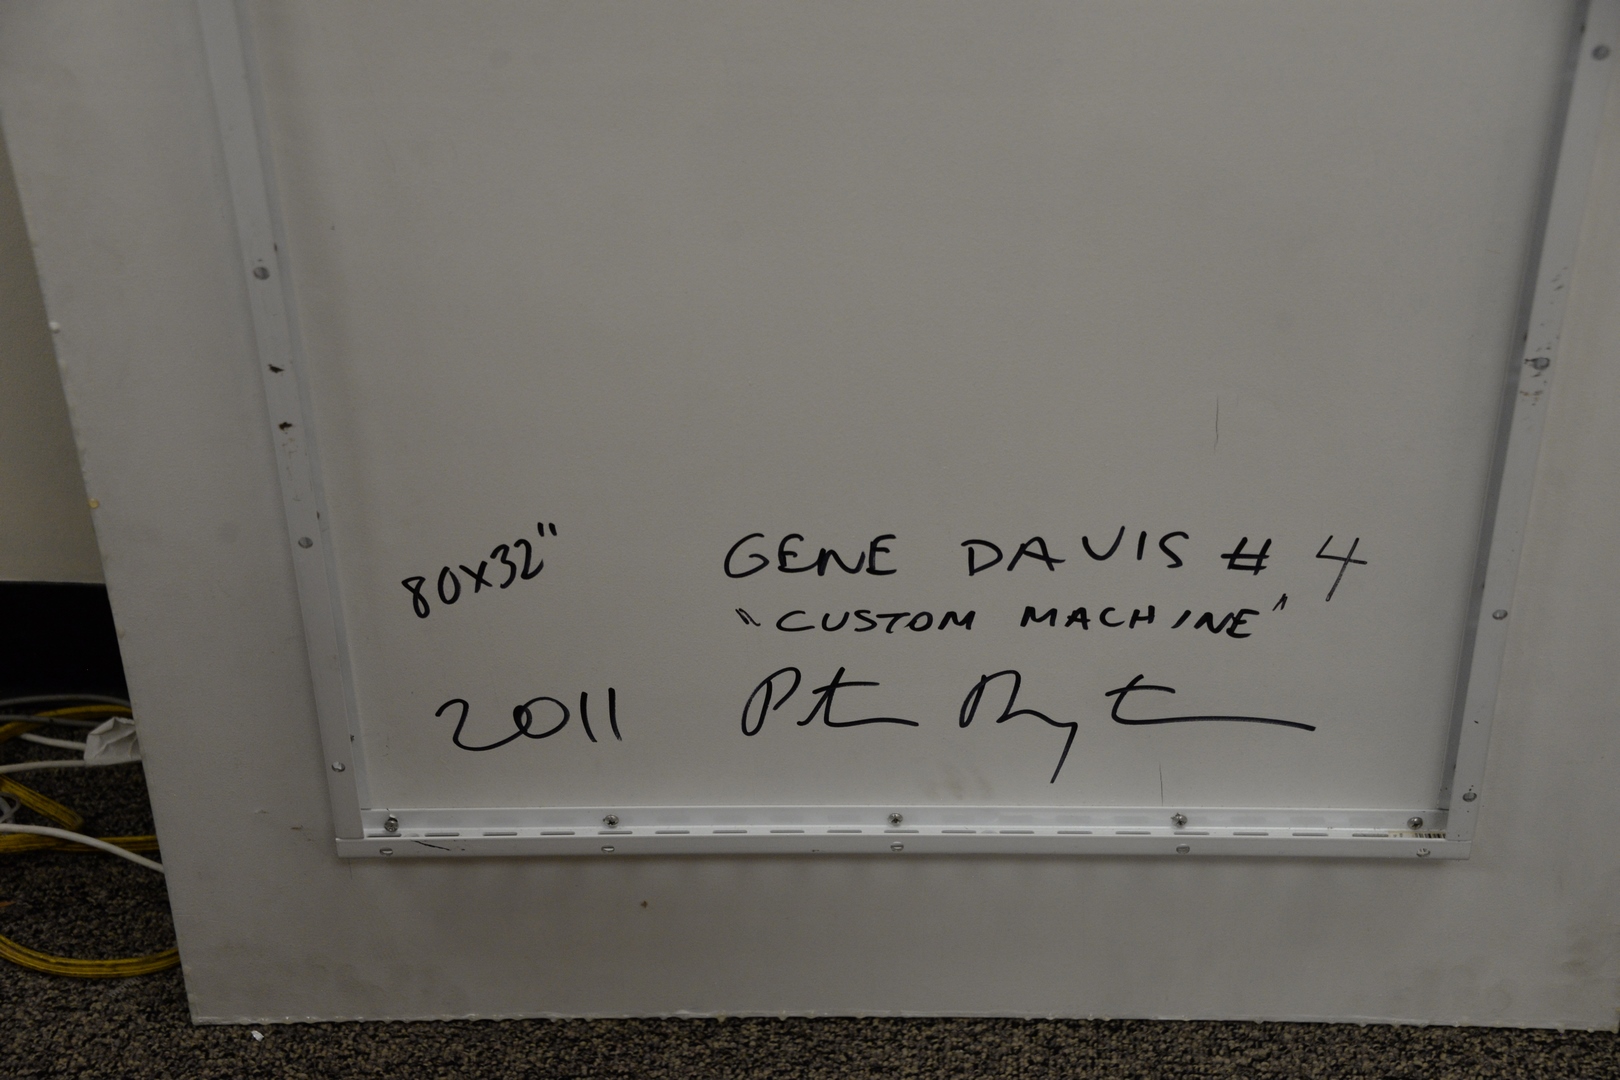 80X32"
GENE DAVIS # 4
"CUSTOM MACHINE"
2011